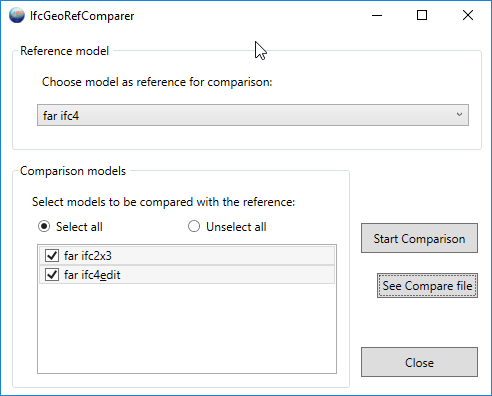 IfcGeoRefComparer
Reference model
Choose model as reference for comparison:
far ifc4
Comparison models
Select models to be compared with the reference:
Select all
Unselect all
far ifc2x3
far ifc4edit
Start Comparison
See Compare file
Close